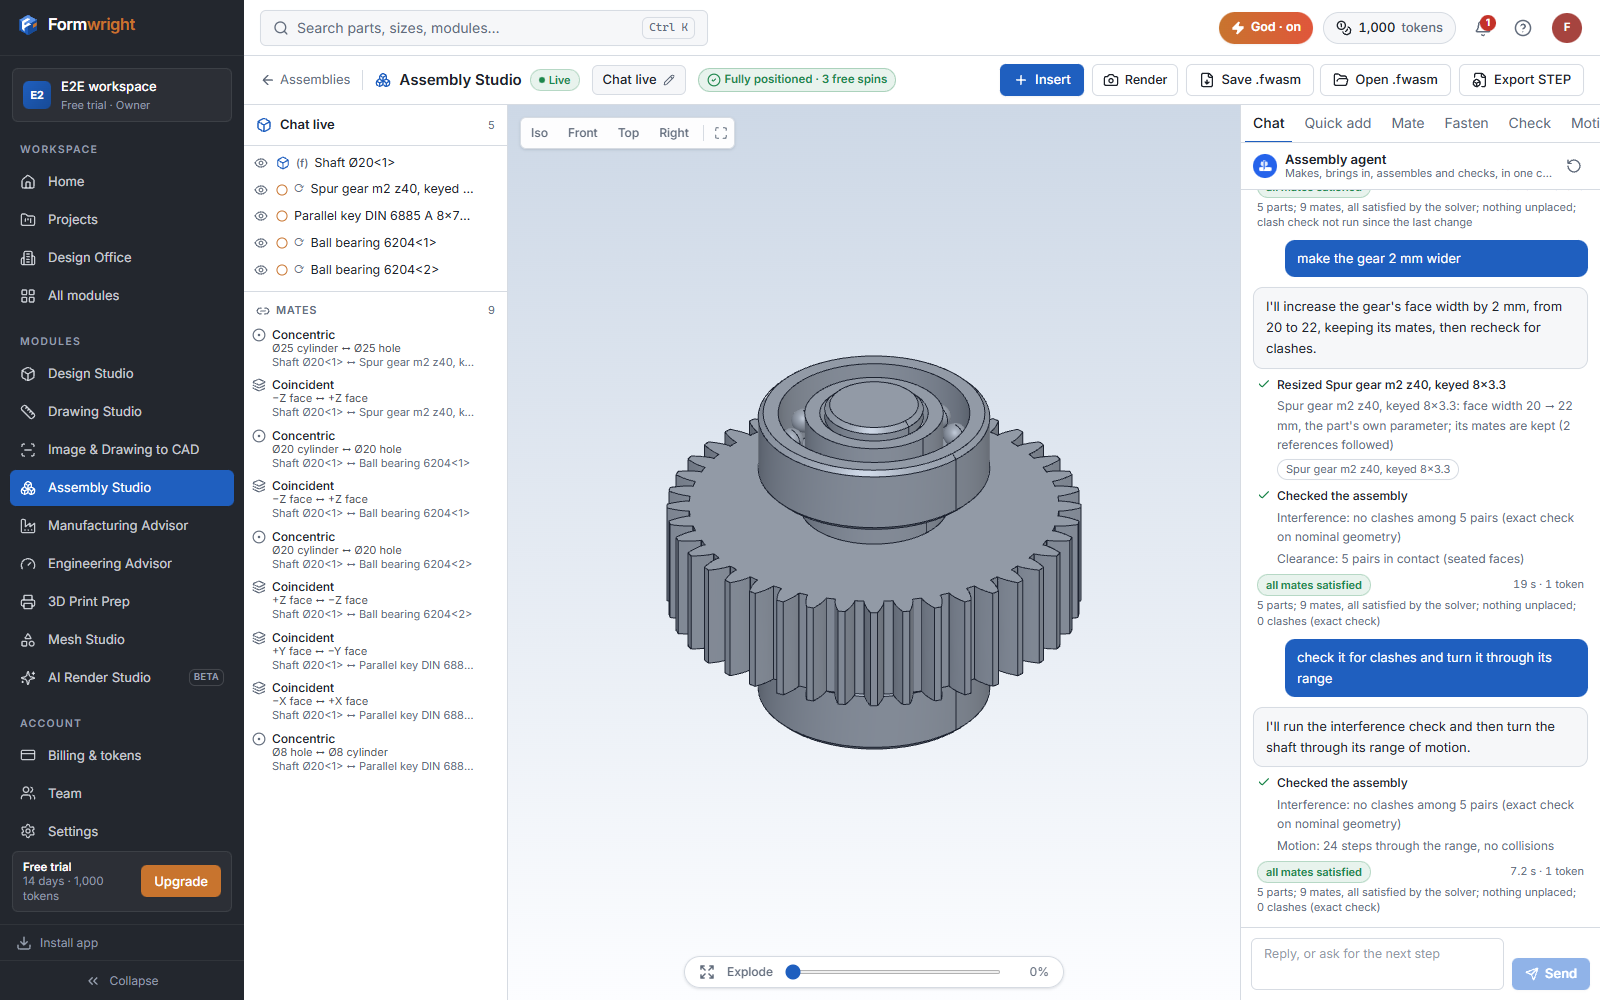 Formwright
Search parts, sizes, modules...
Ctrl K
God · on
1,000 tokens
1
F
E2
E2E workspace
Free trial · Owner
WORKSPACE
Home
Projects
Design Office
All modules
MODULES
Design Studio
Drawing Studio
Image & Drawing to CAD
Assembly Studio
Manufacturing Advisor
Engineering Advisor
3D Print Prep
Mesh Studio
AI Render Studio
BETA
ACCOUNT
Billing & tokens
Team
Settings
Free trial
14 days · 1,000
tokens
Upgrade
Install app
Collapse
Assemblies
Assembly Studio
Live
Chat live
Fully positioned · 3 free spins
Insert
Render
Save .fwasm
Open .fwasm
Export STEP
Chat live
5
(f) Shaft Ø20<1>
Spur gear m2 z40, keyed ...
Parallel key DIN 6885 A 8×7...
Ball bearing 6204<1>
Ball bearing 6204<2>
MATES
9
Concentric
Ø25 cylinder ↔ Ø25 hole
Shaft Ø20<1> ↔ Spur gear m2 z40, k...
Coincident
−Z face ↔ +Z face
Shaft Ø20<1> ↔ Spur gear m2 z40, k...
Concentric
Ø20 cylinder ↔ Ø20 hole
Shaft Ø20<1> ↔ Ball bearing 6204<1>
Coincident
−Z face ↔ +Z face
Shaft Ø20<1> ↔ Ball bearing 6204<1>
Concentric
Ø20 cylinder ↔ Ø20 hole
Shaft Ø20<1> ↔ Ball bearing 6204<2>
Coincident
+Z face ↔ −Z face
Shaft Ø20<1> ↔ Ball bearing 6204<2>
Coincident
+Y face ↔ −Y face
Shaft Ø20<1> ↔ Parallel key DIN 688...
Coincident
−X face ↔ +X face
Shaft Ø20<1> ↔ Parallel key DIN 688...
Concentric
Ø8 hole ↔ Ø8 cylinder
Shaft Ø20<1> ↔ Parallel key DIN 688...
Iso
Front
Top
Right
Explode
0%
Chat
Quick add
Mate
Fasten
Check
Moti
Assembly agent
Makes, brings in, assembles and checks, in one c...
all mates satisfied
5 parts; 9 mates, all satisfied by the solver; nothing unplaced;
clash check not run since the last change
make the gear 2 mm wider
I'll increase the gear's face width by 2 mm, from
20 to 22, keeping its mates, then recheck for
clashes.
Resized Spur gear m2 z40, keyed 8×3.3
Spur gear m2 z40, keyed 8×3.3: face width 20 → 22
mm, the part's own parameter; its mates are kept (2
references followed)
Spur gear m2 z40, keyed 8×3.3
Checked the assembly
Interference: no clashes among 5 pairs (exact check
on nominal geometry)
Clearance: 5 pairs in contact (seated faces)
all mates satisfied
19 s · 1 token
5 parts; 9 mates, all satisfied by the solver; nothing unplaced;
0 clashes (exact check)
check it for clashes and turn it through its
range
I'll run the interference check and then turn the
shaft through its range of motion.
Checked the assembly
Interference: no clashes among 5 pairs (exact check
on nominal geometry)
Motion: 24 steps through the range, no collisions
all mates satisfied
7.2 s · 1 token
5 parts; 9 mates, all satisfied by the solver; nothing unplaced;
0 clashes (exact check)
Reply, or ask for the next step
Send